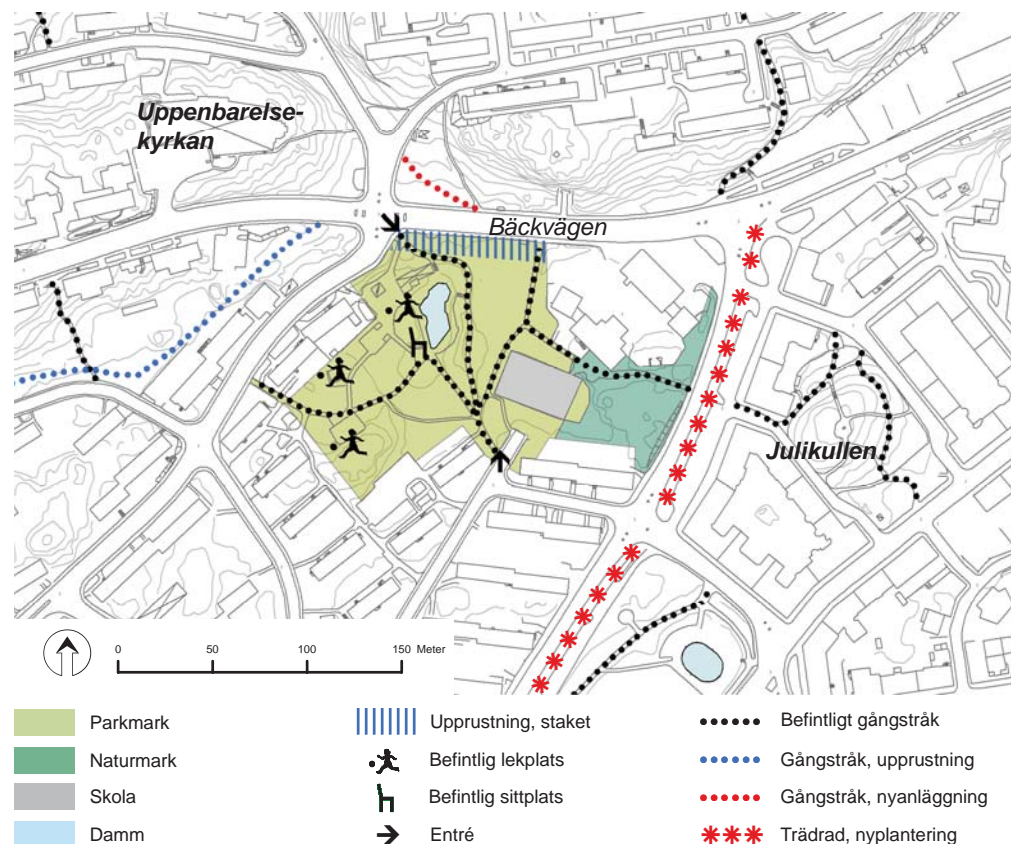 Uppenbarelse-
kyrkan
Bäckvägen
Julikullen
0 50 100 150 Meter
Parkmark
Naturmark
Skola
Damm
Upprustning, staket
Befintlig lekplats
Befintlig sittplats
Entré
Befintligt gångstråk
Gångstråk, upprustning
Gångstråk, nyanläggning
Trädrad, nyplantering